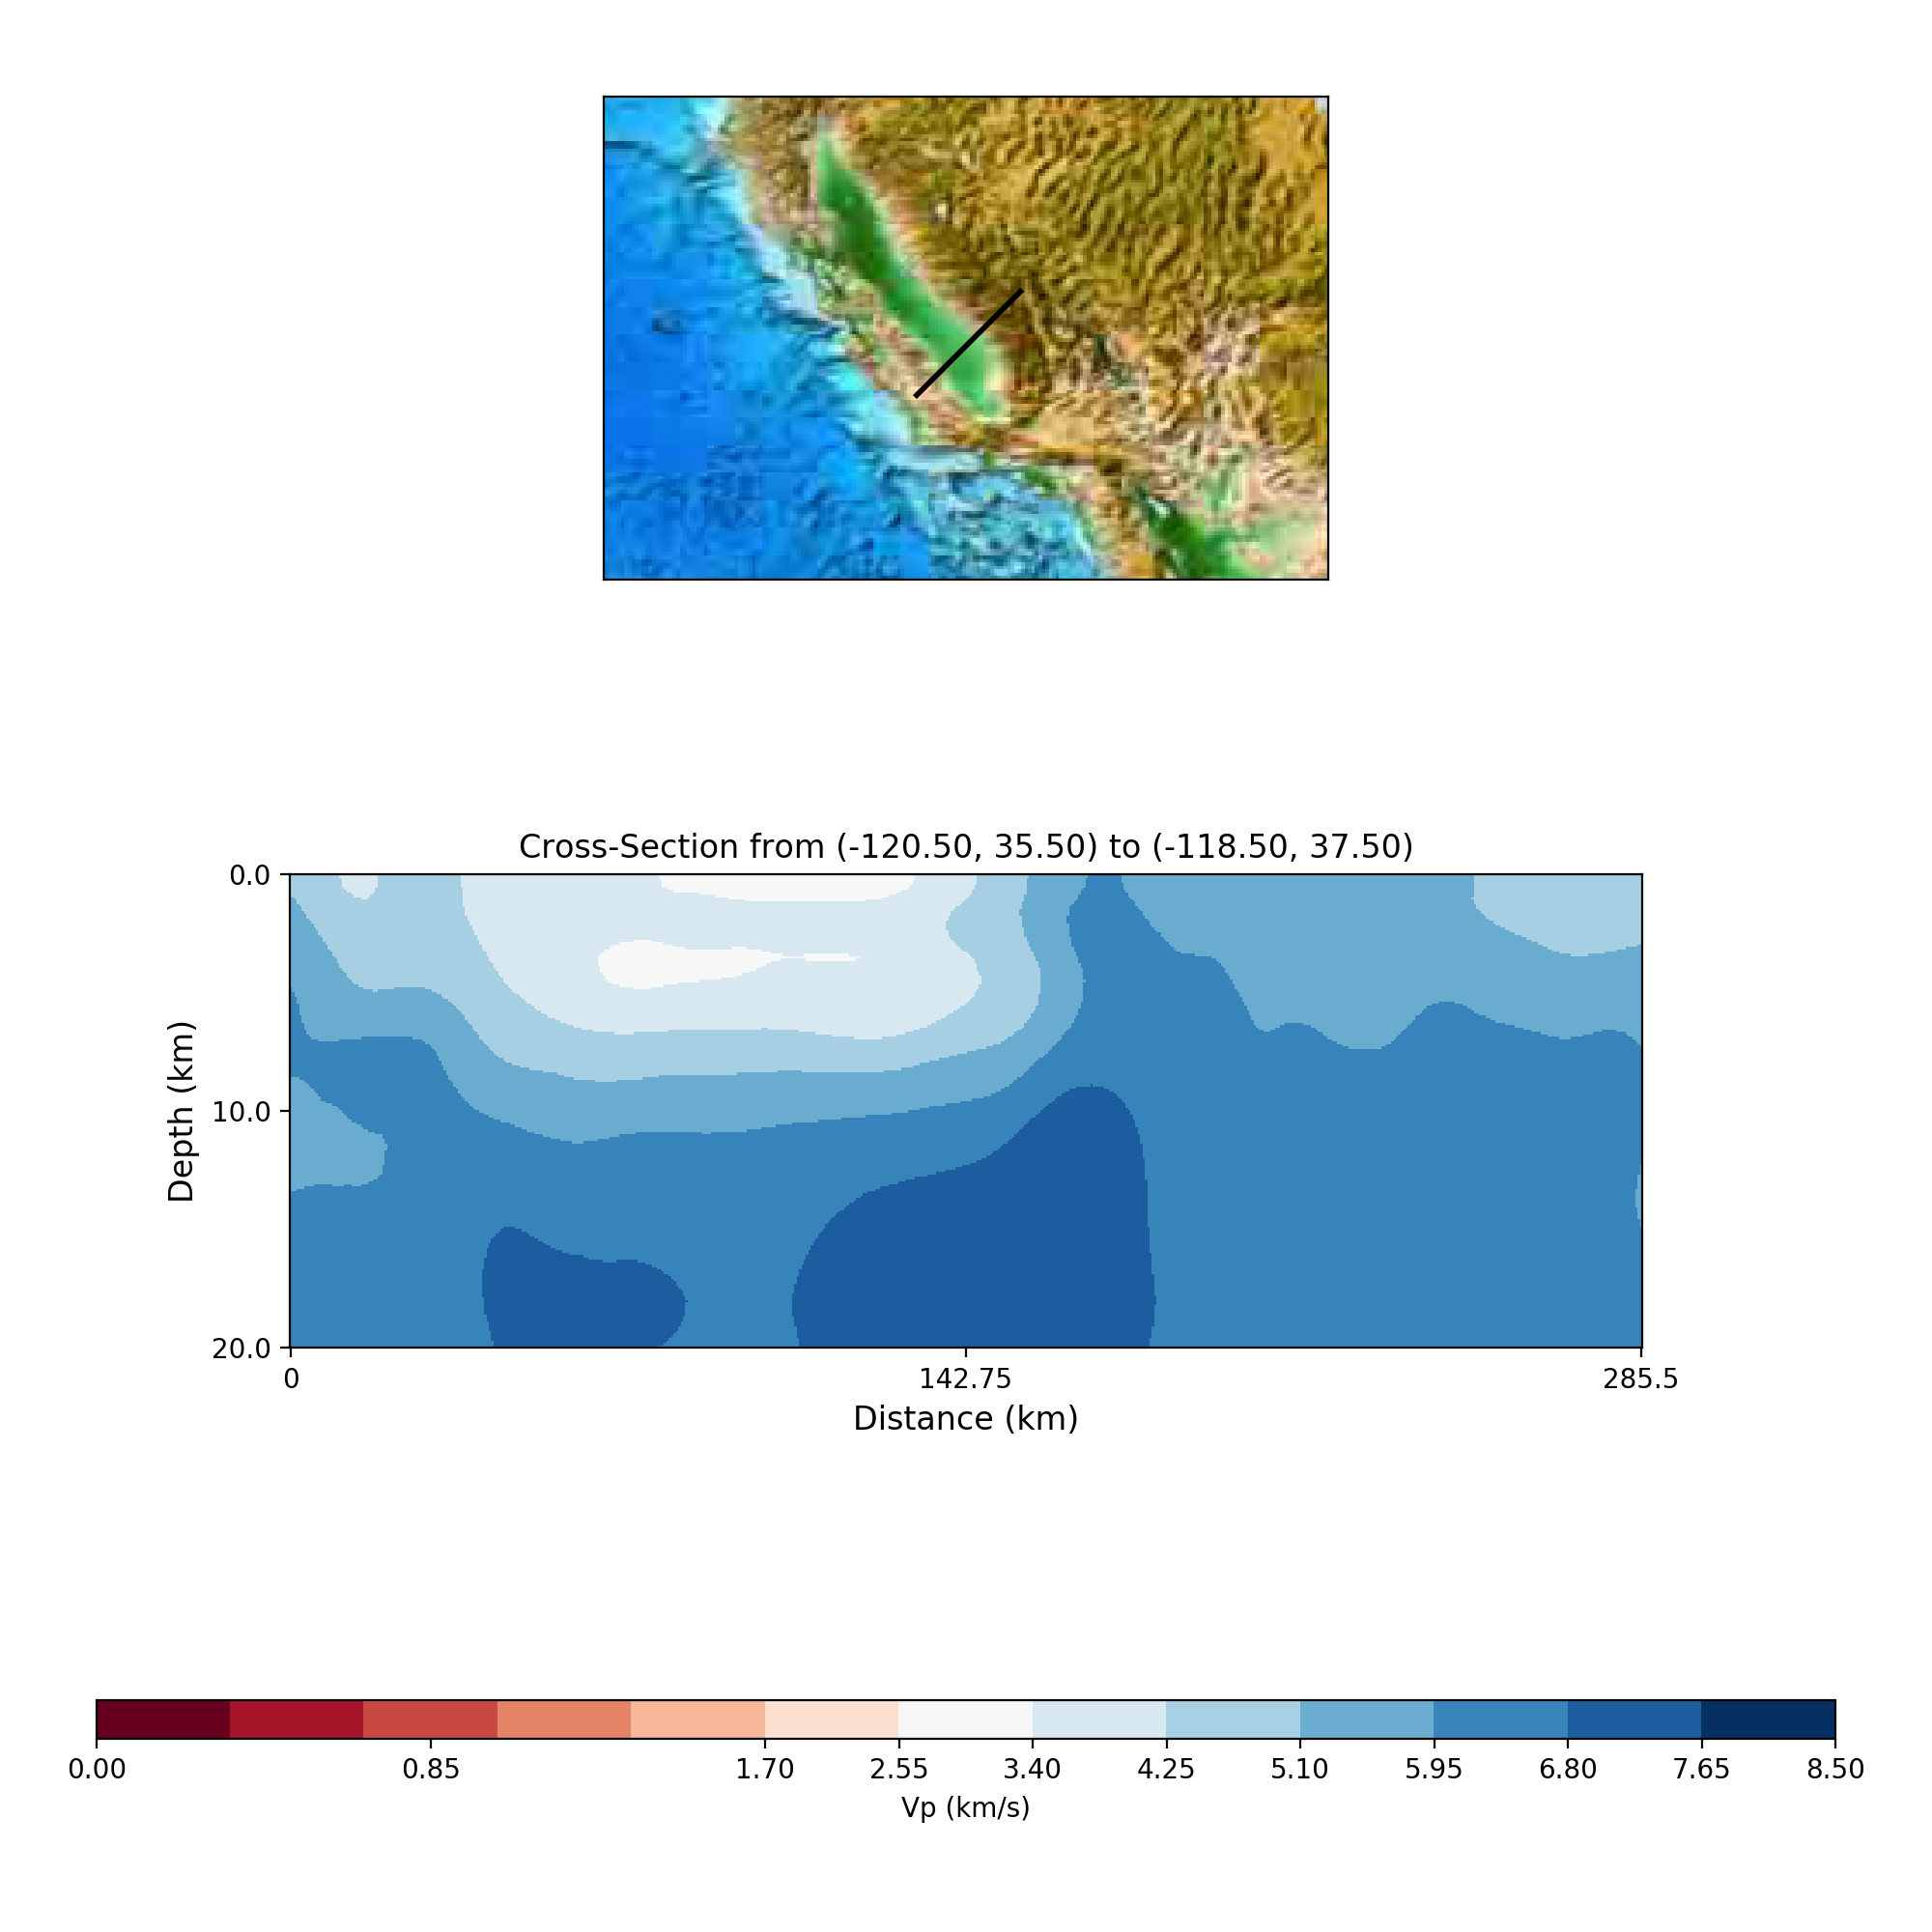 Cross-Section from (-120.50, 35.50) to (-118.50, 37.50)
0.0
10.0
20.0
Depth (km)
0 142.75 285.5
Distance (km)
0.00 0.85 1.70 2.55 3.40 4.25 5.10 5.95 6.80 7.65 8.50
Vp (km/s)